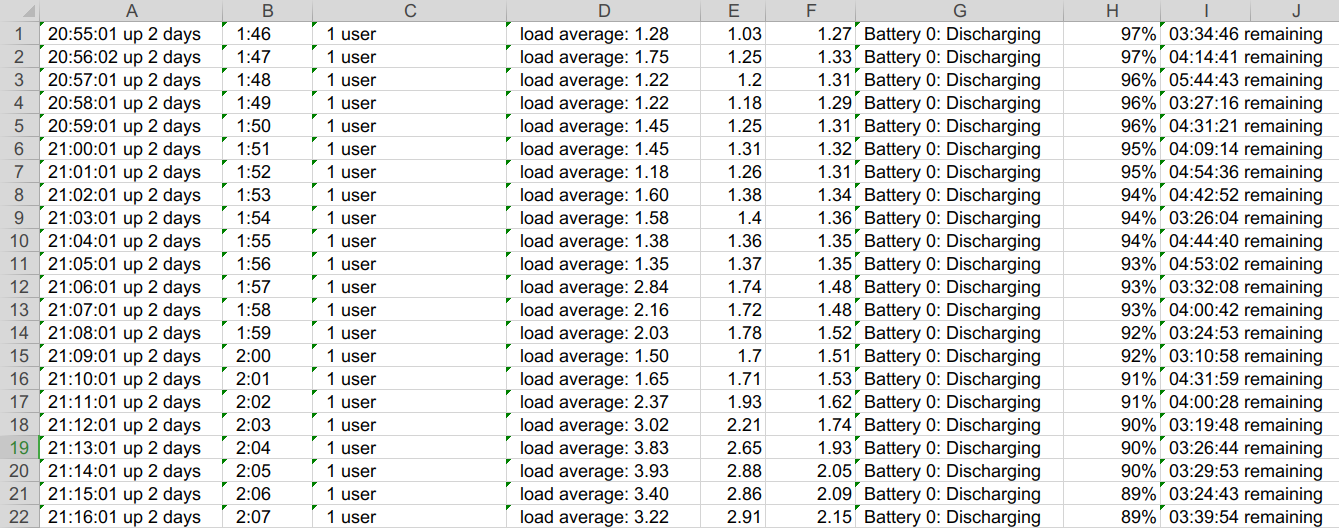 A B C D E F G H I J
1 20:55:01 up 2 days 1:46 1 user load average: 1.28 1.03 1.27 Battery 0: Discharging 97% 03:34:46 remaining
2 20:56:02 up 2 days 1:47 1 user load average: 1.75 1.25 1.33 Battery 0: Discharging 97% 04:14:41 remaining
3 20:57:01 up 2 days 1:48 1 user load average: 1.22 1.2 1.31 Battery 0: Discharging 96% 05:44:43 remaining
4 20:58:01 up 2 days 1:49 1 user load average: 1.22 1.18 1.29 Battery 0: Discharging 96% 03:27:16 remaining
5 20:59:01 up 2 days 1:50 1 user load average: 1.45 1.25 1.31 Battery 0: Discharging 96% 04:31:21 remaining
6 21:00:01 up 2 days 1:51 1 user load average: 1.45 1.31 1.32 Battery 0: Discharging 95% 04:09:14 remaining
7 21:01:01 up 2 days 1:52 1 user load average: 1.18 1.26 1.31 Battery 0: Discharging 95% 04:54:36 remaining
8 21:02:01 up 2 days 1:53 1 user load average: 1.60 1.38 1.34 Battery 0: Discharging 94% 04:42:52 remaining
9 21:03:01 up 2 days 1:54 1 user load average: 1.58 1.4 1.36 Battery 0: Discharging 94% 03:26:04 remaining
10 21:04:01 up 2 days 1:55 1 user load average: 1.38 1.36 1.35 Battery 0: Discharging 94% 04:44:40 remaining
11 21:05:01 up 2 days 1:56 1 user load average: 1.35 1.37 1.35 Battery 0: Discharging 93% 04:53:02 remaining
12 21:06:01 up 2 days 1:57 1 user load average: 2.84 1.74 1.48 Battery 0: Discharging 93% 03:32:08 remaining
13 21:07:01 up 2 days 1:58 1 user load average: 2.16 1.72 1.48 Battery 0: Discharging 93% 04:00:42 remaining
14 21:08:01 up 2 days 1:59 1 user load average: 2.03 1.78 1.52 Battery 0: Discharging 92% 03:24:53 remaining
15 21:09:01 up 2 days 2:00 1 user load average: 1.50 1.7 1.51 Battery 0: Discharging 92% 03:10:58 remaining
16 21:10:01 up 2 days 2:01 1 user load average: 1.65 1.71 1.53 Battery 0: Discharging 91% 04:31:59 remaining
17 21:11:01 up 2 days 2:02 1 user load average: 2.37 1.93 1.62 Battery 0: Discharging 91% 04:00:28 remaining
18 21:12:01 up 2 days 2:03 1 user load average: 3.02 2.21 1.74 Battery 0: Discharging 90% 03:19:48 remaining
19 21:13:01 up 2 days 2:04 1 user load average: 3.83 2.65 1.93 Battery 0: Discharging 90% 03:26:44 remaining
20 21:14:01 up 2 days 2:05 1 user load average: 3.93 2.88 2.05 Battery 0: Discharging 90% 03:29:53 remaining
21 21:15:01 up 2 days 2:06 1 user load average: 3.40 2.86 2.09 Battery 0: Discharging 89% 03:24:43 remaining
22 21:16:01 up 2 days 2:07 1 user load average: 3.22 2.91 2.15 Battery 0: Discharging 89% 03:39:54 remaining